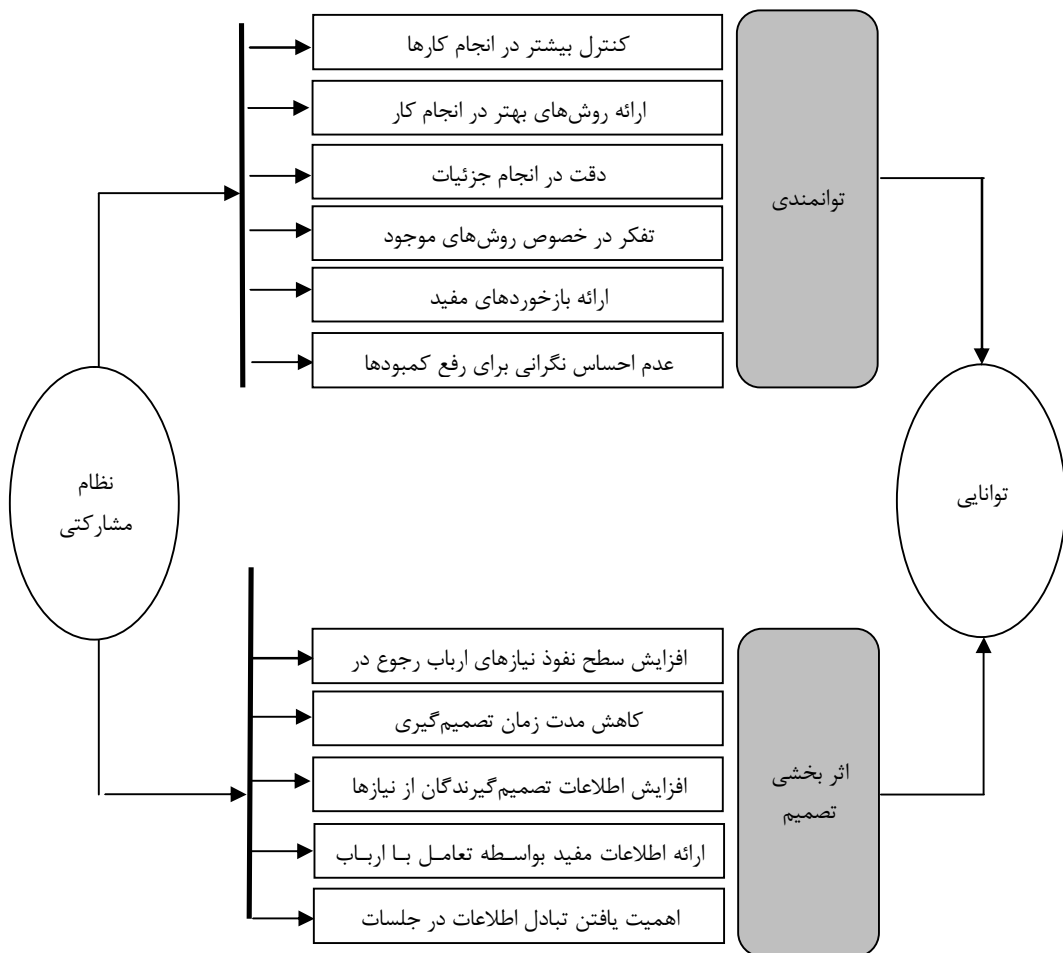 کنترل بیشتر در انجام کارها
ارائه روش‌های بهتر در انجام کار
دقت در انجام جزئیات
تفکر در خصوص روش‌های موجود
ارائه بازخوردهای مفید
عدم احساس نگرانی برای رفع کمبودها
توانمندی
نظام
مشارکتی
توانایی
افزایش سطح نفوذ نیازهای ارباب رجوع در
کاهش مدت زمان تصمیم‌گیری
افزایش اطلاعات تصمیم‌گیرندگان از نیازها
ارائه اطلاعات مفید بواسطه تعامل با ارباب
اهمیت یافتن تبادل اطلاعات در جلسات
اثر بخشی
تصمیم